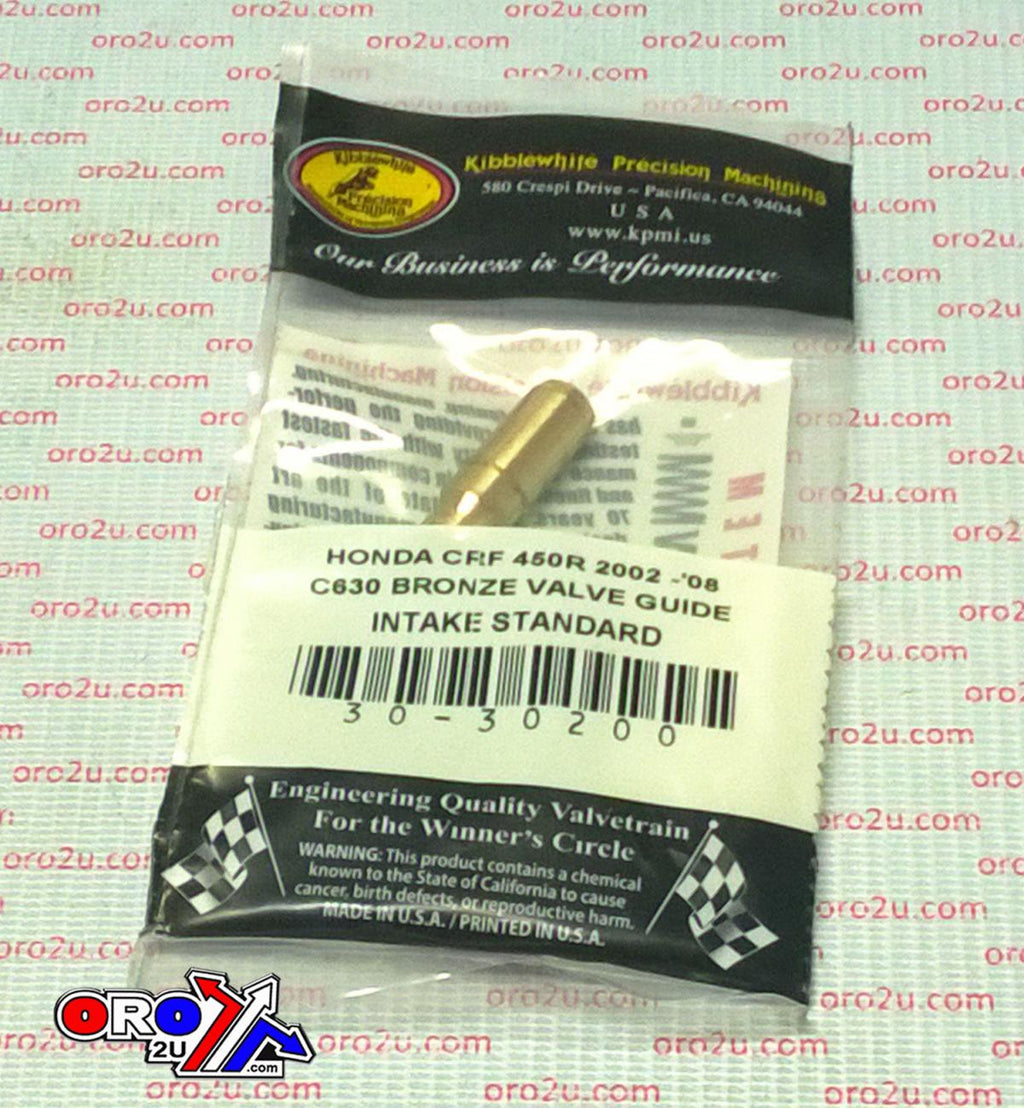 Kibblewhite
Precision
Machining
Kibblewhite Precision Machining
580 Crespi Drive ~ Pacifica, CA 94044
U S A
www.kpmi.us
Our Business is Performance
HONDA CRF 450R 2002 -'08
C630 BRONZE VALVE GUIDE
INTAKE STANDARD
30-30200
Engineering Quality Valvetrain
For the Winner's Circle
WARNING: This product contains a chemical
known to the State of California to cause
cancer, birth defects, or reproductive harm.
MADE IN U.S.A. / PRINTED IN U.S.A.
ORO
2U
.com
oro2u.com